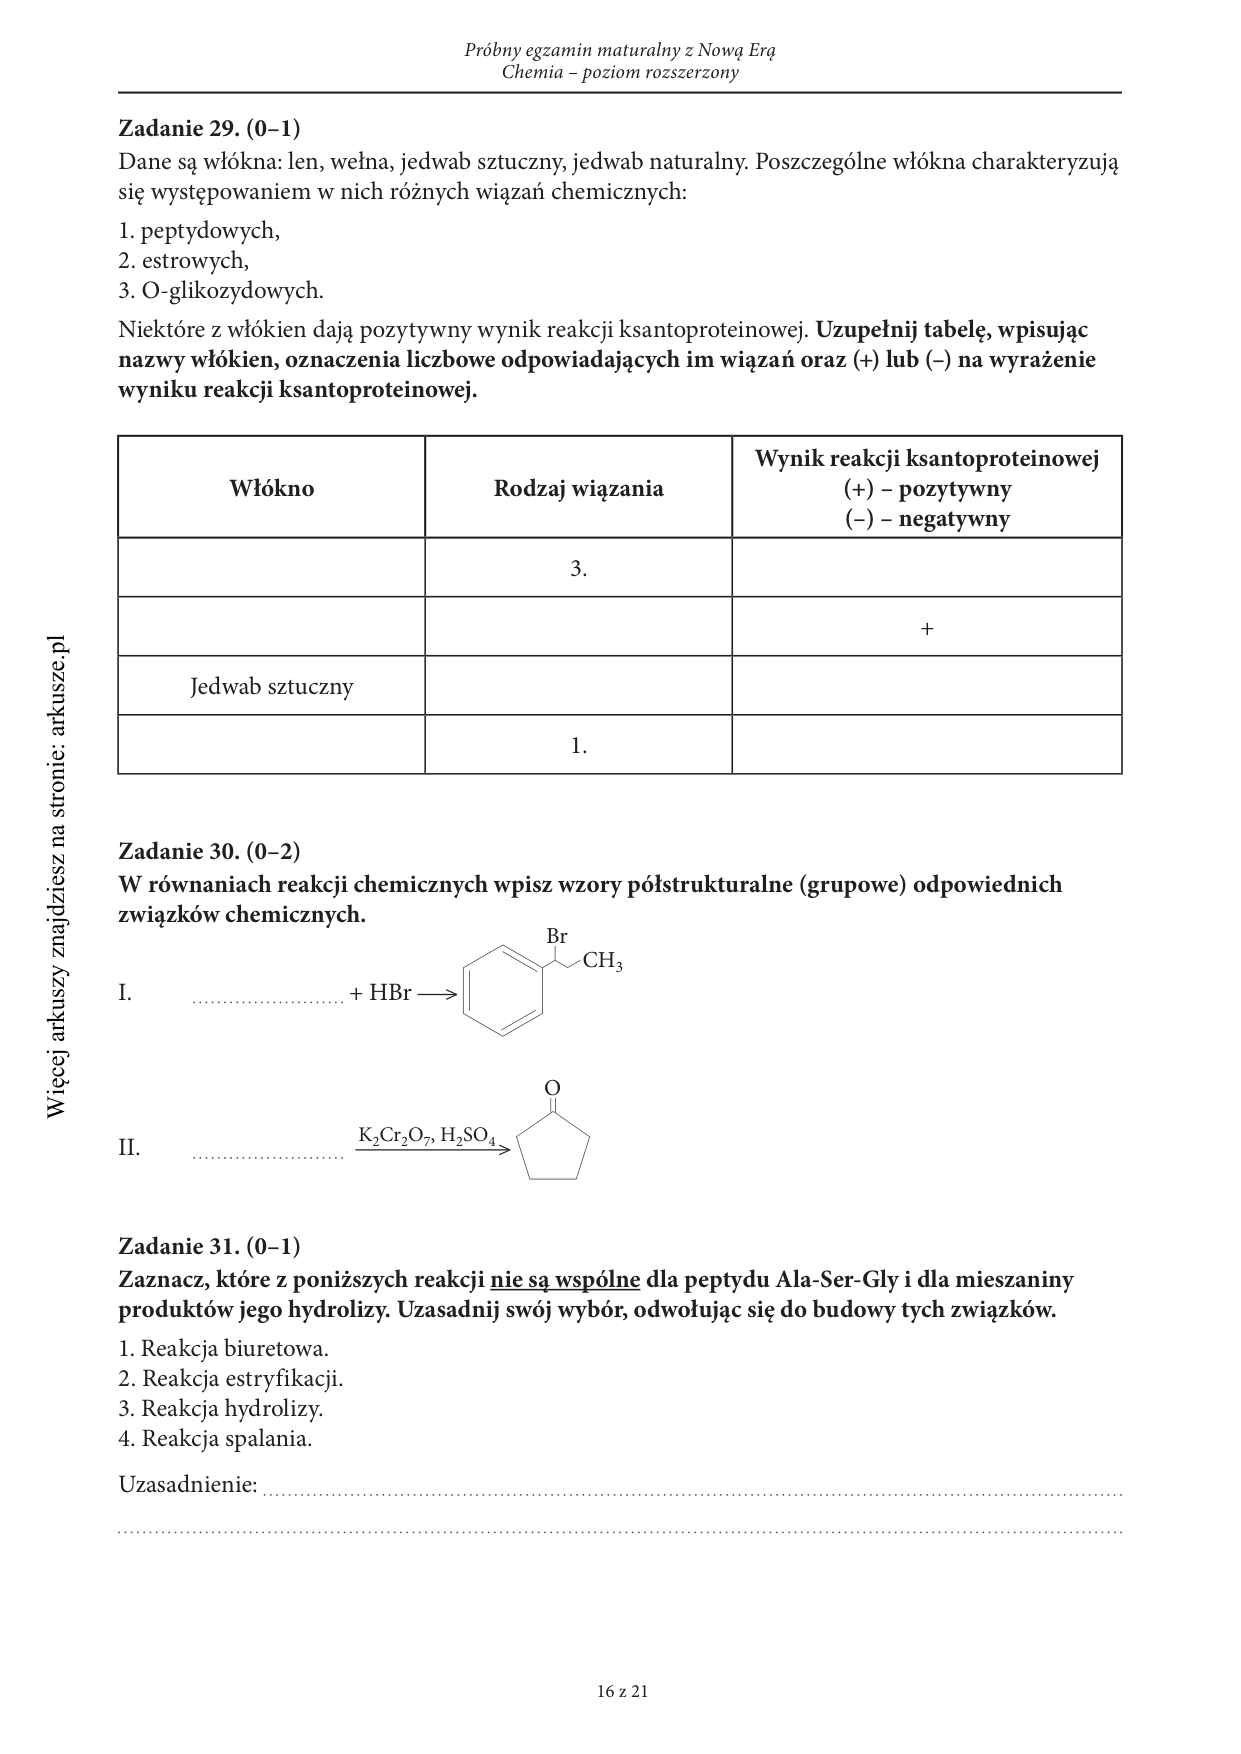 Próbny egzamin maturalny z Nową Erą
Chemia – poziom rozszerzony
Zadanie 29. (0–1)
Dane są włókna: len, wełna, jedwab sztuczny, jedwab naturalny. Poszczególne włókna charakteryzują
się występowaniem w nich różnych wiązań chemicznych:
1. peptydowych,
2. estrowych,
3. O-glikozydowych.
Niektóre z włókien dają pozytywny wynik reakcji ksantoproteinowej. Uzupełnij tabelę, wpisując
nazwy włókien, oznaczenia liczbowe odpowiadających im wiązań oraz (+) lub (–) na wyrażenie
wyniku reakcji ksantoproteinowej.
Włókno
Rodzaj wiązania
Wynik reakcji ksantoproteinowej
(+) – pozytywny
(–) – negatywny
3.
+
Jedwab sztuczny
1.
Zadanie 30. (0–2)
W równaniach reakcji chemicznych wpisz wzory półstrukturalne (grupowe) odpowiednich
związków chemicznych.
Br
CH₃
I. ........................ + HBr ⟶
O
K₂Cr₂O₇, H₂SO₄
II. ........................
Zadanie 31. (0–1)
Zaznacz, które z poniższych reakcji nie są wspólne dla peptydu Ala-Ser-Gly i dla mieszaniny
produktów jego hydrolizy. Uzasadnij swój wybór, odwołując się do budowy tych związków.
1. Reakcja biuretowa.
2. Reakcja estryfikacji.
3. Reakcja hydrolizy.
4. Reakcja spalania.
Uzasadnienie:
16 z 21
Więcej arkuszy znajdziesz na stronie: arkusze.pl